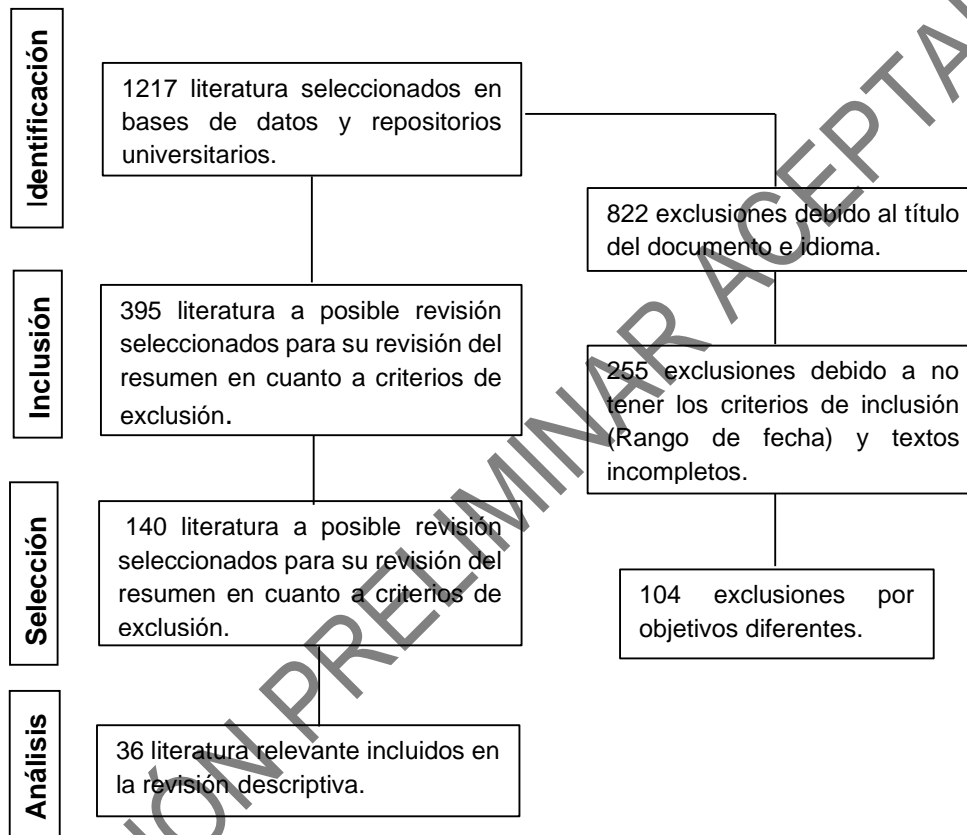 Identificación
1217 literatura seleccionados en
bases de datos y repositorios
universitarios.
822 exclusiones debido al título
del documento e idioma.
Inclusión
395 literatura a posible revisión
seleccionados para su revisión del
resumen en cuanto a criterios de
exclusión.
255 exclusiones debido a no
tener los criterios de inclusión
(Rango de fecha) y textos
incompletos.
Selección
140 literatura a posible revisión
seleccionados para su revisión del
resumen en cuanto a criterios de
exclusión.
104 exclusiones por
objetivos diferentes.
Análisis
36 literatura relevante incluidos en
la revisión descriptiva.
PRELIMINAR